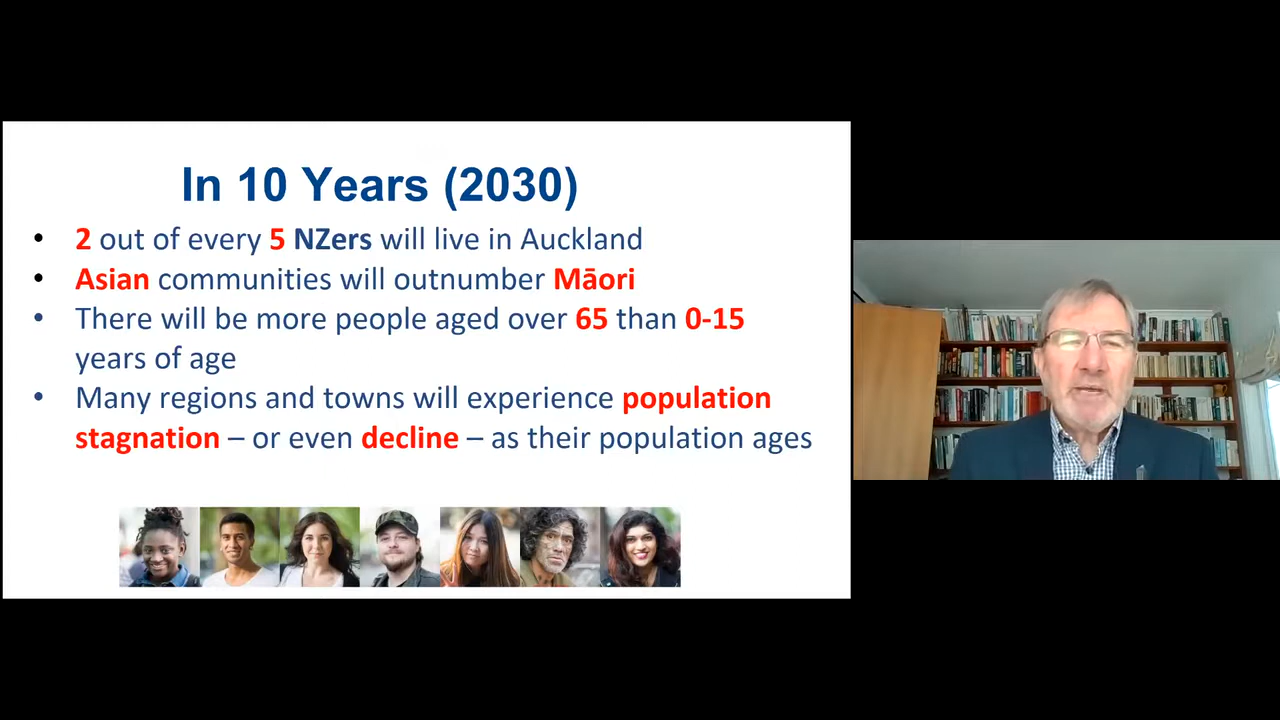 In 10 Years (2030)
• 2 out of every 5 NZers will live in Auckland
• Asian communities will outnumber Māori
• There will be more people aged over 65 than 0-15
years of age
• Many regions and towns will experience population
stagnation – or even decline – as their population ages